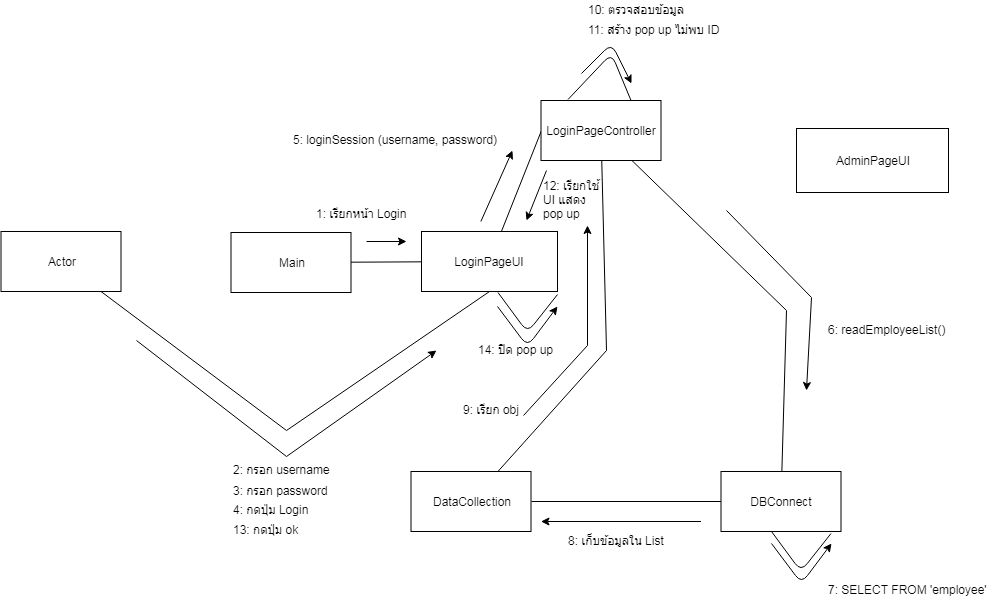 10: ตรวจสอบข้อมูล
11: สร้าง pop up ไม่พบ ID
LoginPageController
5: loginSession (username, password)
AdminPageUI
12: เรียกใช้
UI แสดง
pop up
1: เรียกหน้า Login
Actor
Main
LoginPageUI
6: readEmployeeList()
14: ปิด pop up
9: เรียก obj
2: กรอก username
3: กรอก password
4: กดปุ่ม Login
13: กดปุ่ม ok
DataCollection
DBConnect
8: เก็บข้อมูลใน List
7: SELECT FROM 'employee'